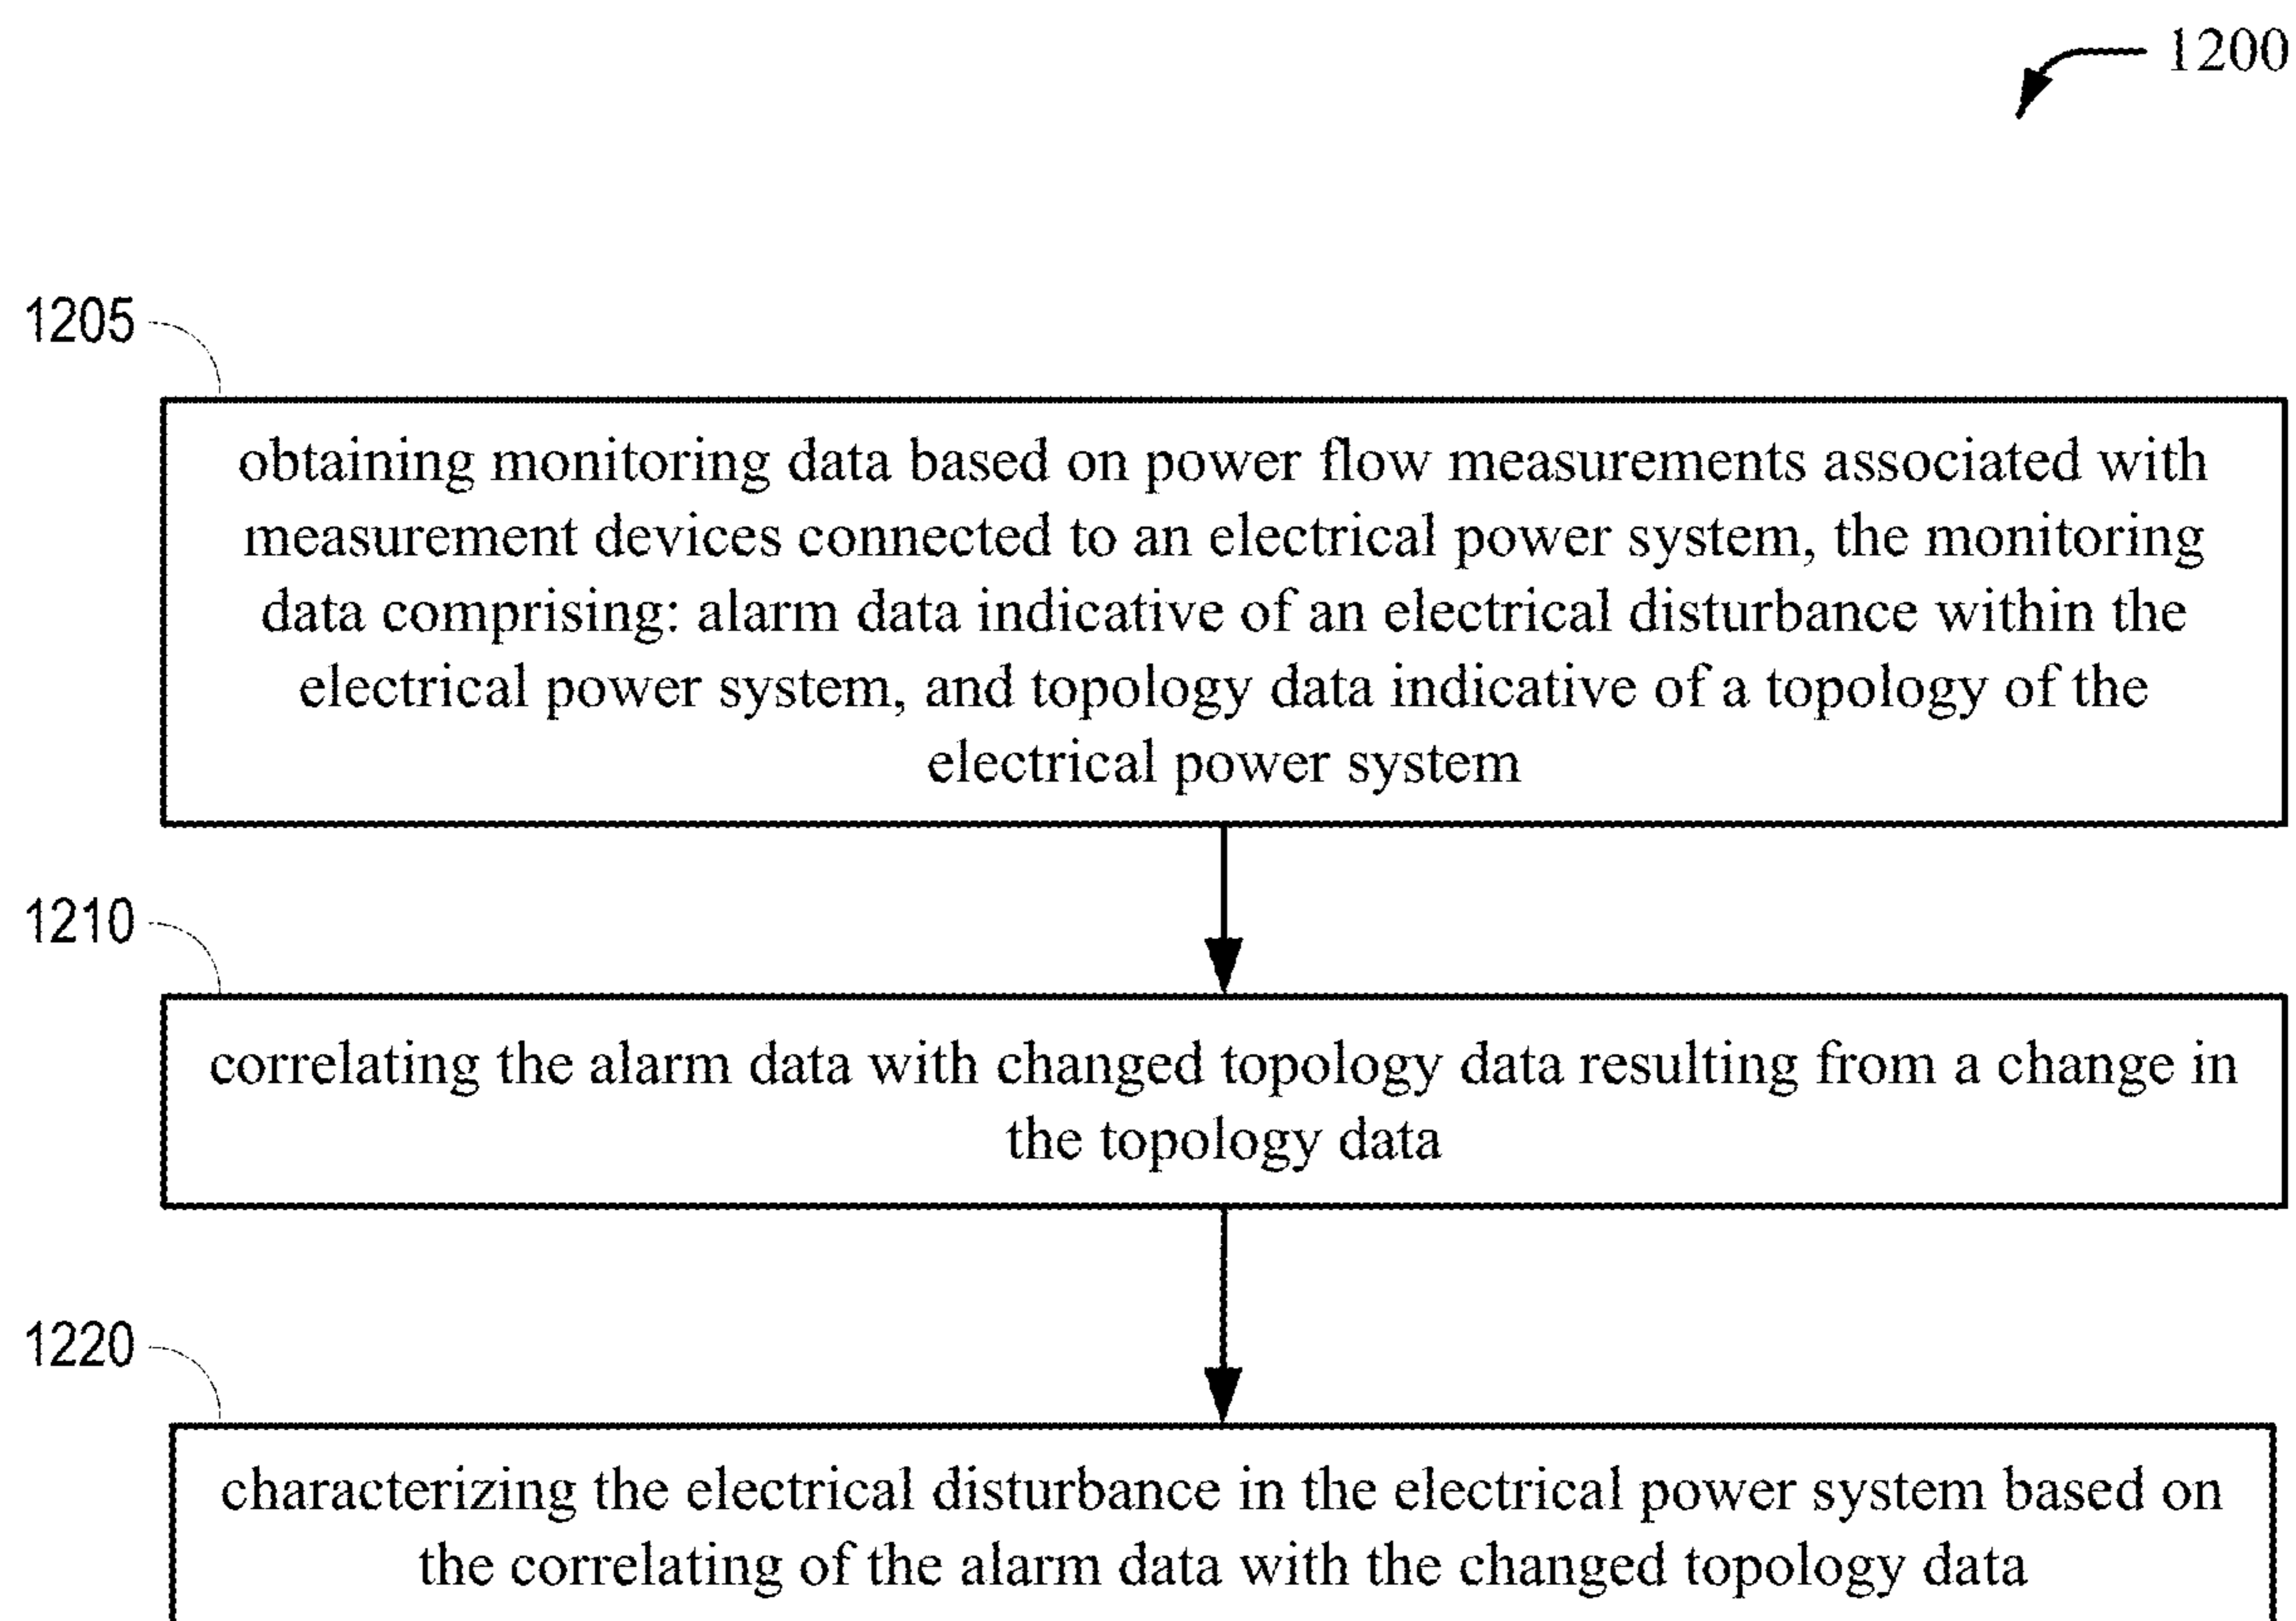 1200
1205
obtaining monitoring data based on power flow measurements associated with
measurement devices connected to an electrical power system, the monitoring
data comprising: alarm data indicative of an electrical disturbance within the
electrical power system, and topology data indicative of a topology of the
electrical power system
1210
correlating the alarm data with changed topology data resulting from a change in
the topology data
1220
characterizing the electrical disturbance in the electrical power system based on
the correlating of the alarm data with the changed topology data